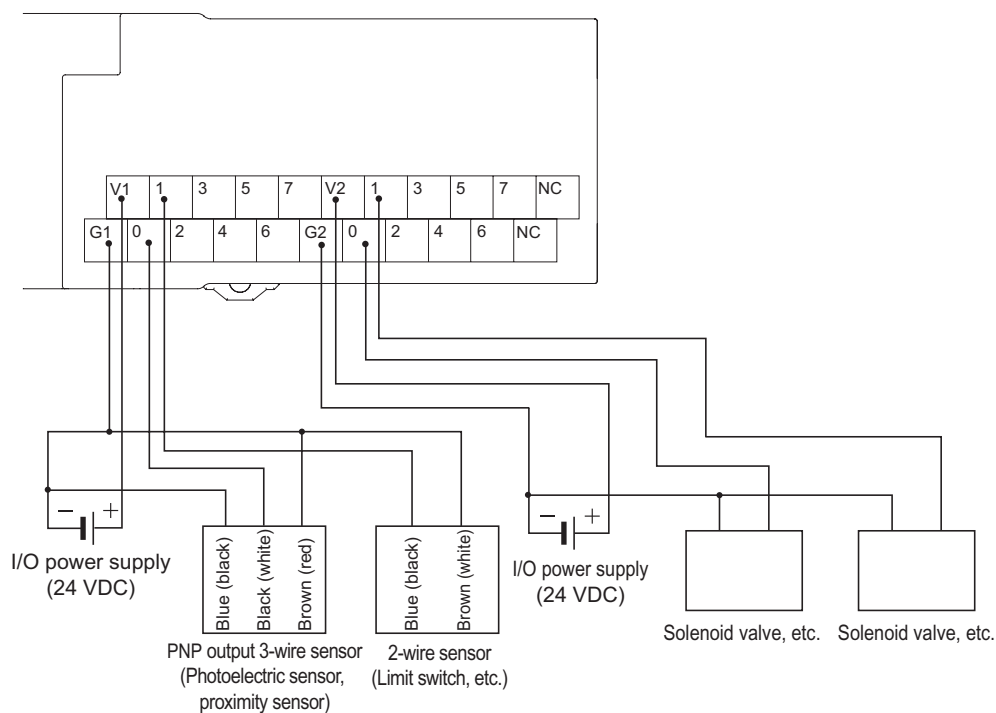 V1 1 3 5 7 V2 1 3 5 7 NC
G1 0 2 4 6 G2 0 2 4 6 NC
− +
I/O power supply
(24 VDC)
Blue (black)
Black (white)
Brown (red)
PNP output 3-wire sensor
(Photoelectric sensor,
proximity sensor)
Blue (black)
Brown (white)
2-wire sensor
(Limit switch, etc.)
− +
I/O power supply
(24 VDC)
Solenoid valve, etc.
Solenoid valve, etc.